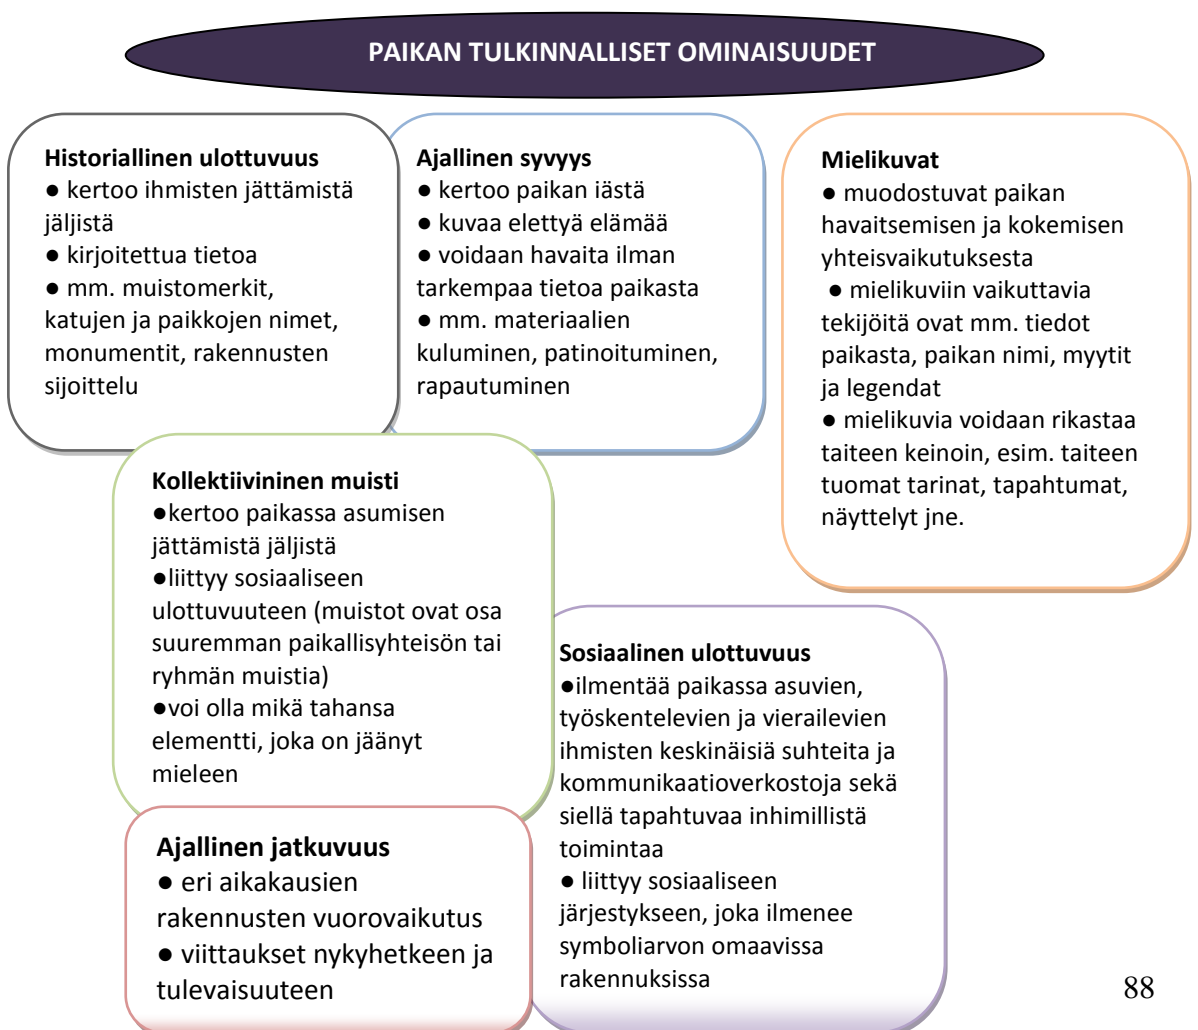 PAIKAN TULKINNALLISET OMINAISUUDET
Historiallinen ulottuvuus
● kertoo ihmisten jättämistä
jäljistä
● kirjoitettua tietoa
● mm. muistomerkit,
katujen ja paikkojen nimet,
monumentit, rakennusten
sijoittelu
Ajallinen syvyys
● kertoo paikan iästä
● kuvaa elettyä elämää
● voidaan havaita ilman
tarkempaa tietoa paikasta
● mm. materiaalien
kuluminen, patinoituminen,
rapautuminen
Mielikuvat
● muodostuvat paikan
havaitsemisen ja kokemisen
yhteisvaikutuksesta
● mielikuviin vaikuttavia
tekijöitä ovat mm. tiedot
paikasta, paikan nimi, myytit
ja legendat
● mielikuvia voidaan rikastaa
taiteen keinoin, esim. taiteen
tuomat tarinat, tapahtumat,
näyttelyt jne.
Kollektiivininen muisti
●kertoo paikassa asumisen
jättämistä jäljistä
●liittyy sosiaaliseen
ulottuvuuteen (muistot ovat osa
suuremman paikallisyhteisön tai
ryhmän muistia)
●voi olla mikä tahansa
elementti, joka on jäänyt
mieleen
Sosiaalinen ulottuvuus
●ilmentää paikassa asuvien,
työskentelevien ja vierailevien
ihmisten keskinäisiä suhteita ja
kommunikaatioverkostoja sekä
siellä tapahtuvaa inhimillistä
toimintaa
● liittyy sosiaaliseen
järjestykseen, joka ilmenee
symboliarvon omaavissa
rakennuksissa
Ajallinen jatkuvuus
● eri aikakausien
rakennusten vuorovaikutus
● viittaukset nykyhetkeen ja
tulevaisuuteen
88